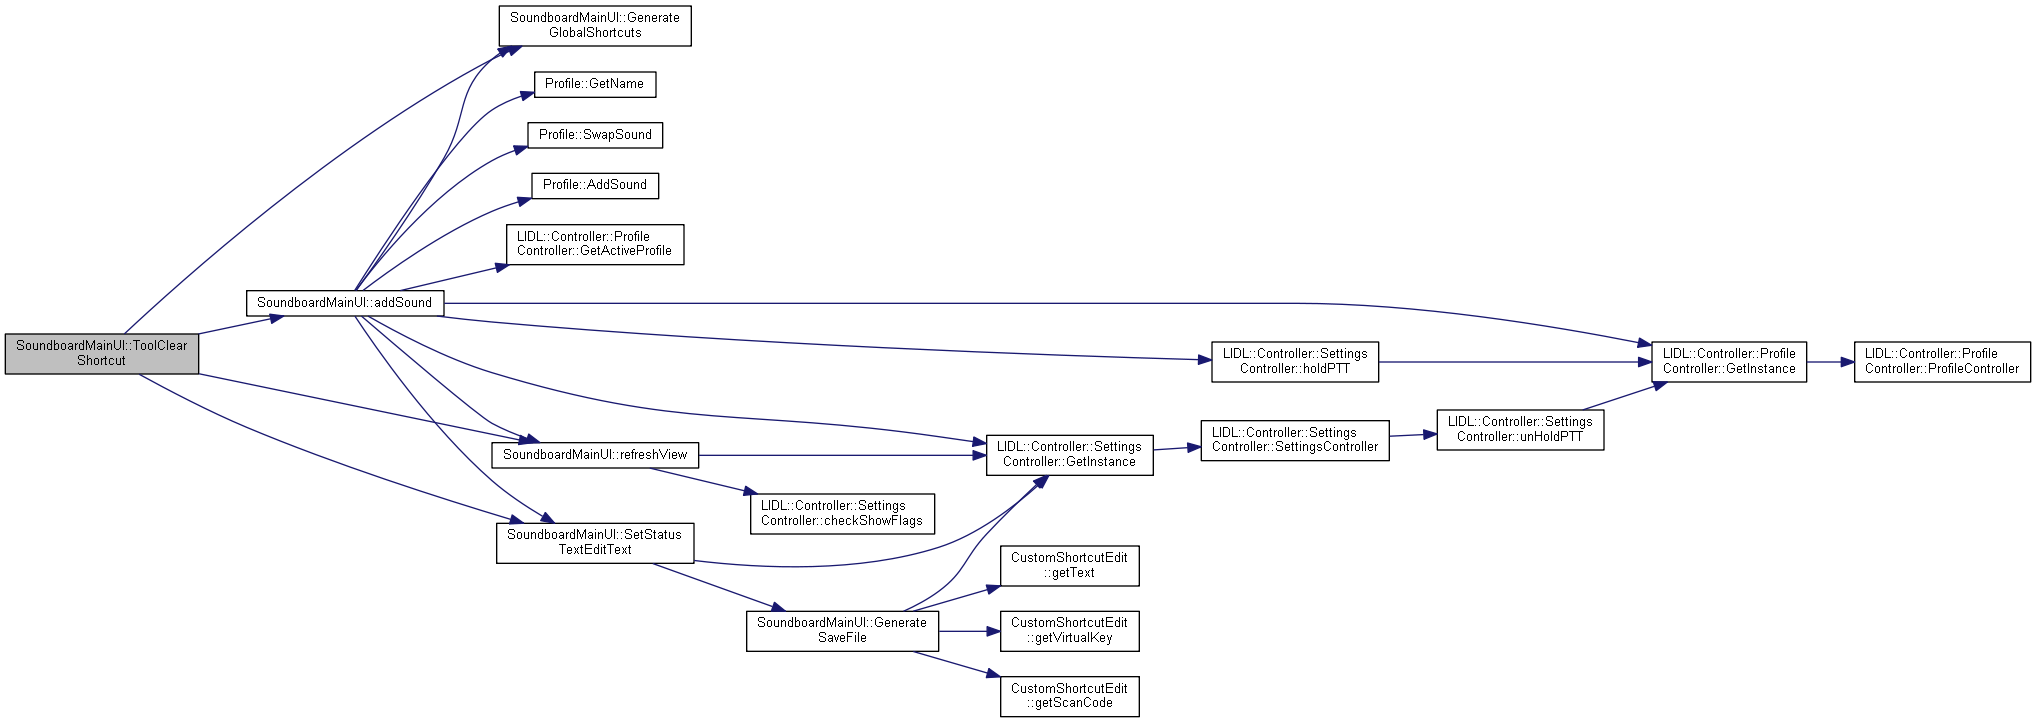 SoundboardMainUI::Generate
GlobalShortcuts
Profile::GetName
Profile::SwapSound
Profile::AddSound
LIDL::Controller::Profile
Controller::GetActiveProfile
SoundboardMainUI::addSound
SoundboardMainUI::ToolClear
Shortcut
LIDL::Controller::Settings
Controller::holdPTT
LIDL::Controller::Profile
Controller::GetInstance
LIDL::Controller::Profile
Controller::ProfileController
SoundboardMainUI::refreshView
LIDL::Controller::Settings
Controller::GetInstance
LIDL::Controller::Settings
Controller::SettingsController
LIDL::Controller::Settings
Controller::unHoldPTT
LIDL::Controller::Settings
Controller::checkShowFlags
SoundboardMainUI::SetStatus
TextEditText
CustomShortcutEdit
::getText
SoundboardMainUI::Generate
SaveFile
CustomShortcutEdit
::getVirtualKey
CustomShortcutEdit
::getScanCode